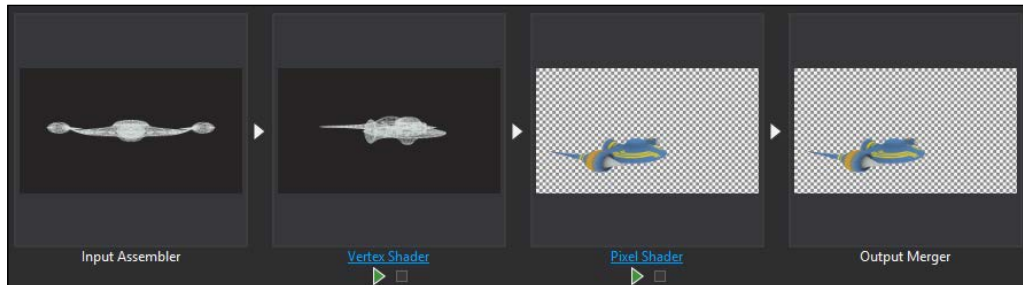 Input Assembler
Vertex Shader
Pixel Shader
Output Merger